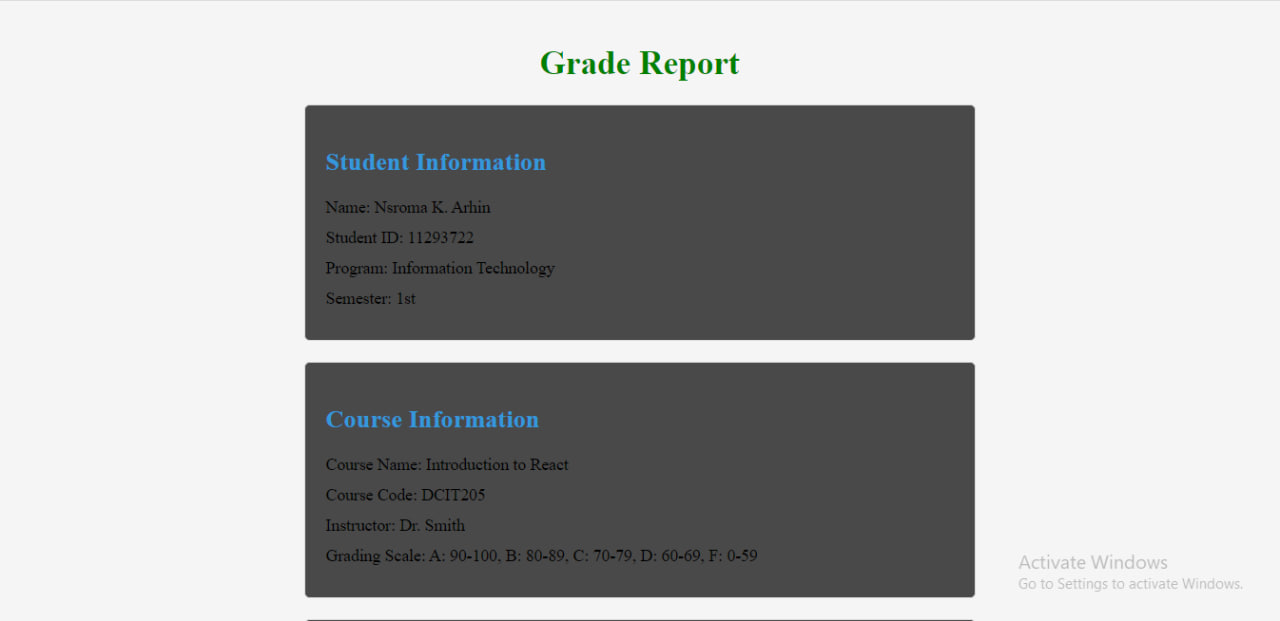 Grade Report
Student Information
Name: Nsroma K. Arhin
Student ID: 11293722
Program: Information Technology
Semester: 1st
Course Information
Course Name: Introduction to React
Course Code: DCIT205
Instructor: Dr. Smith
Grading Scale: A: 90-100, B: 80-89, C: 70-79, D: 60-69, F: 0-59
Activate Windows
Go to Settings to activate Windows.